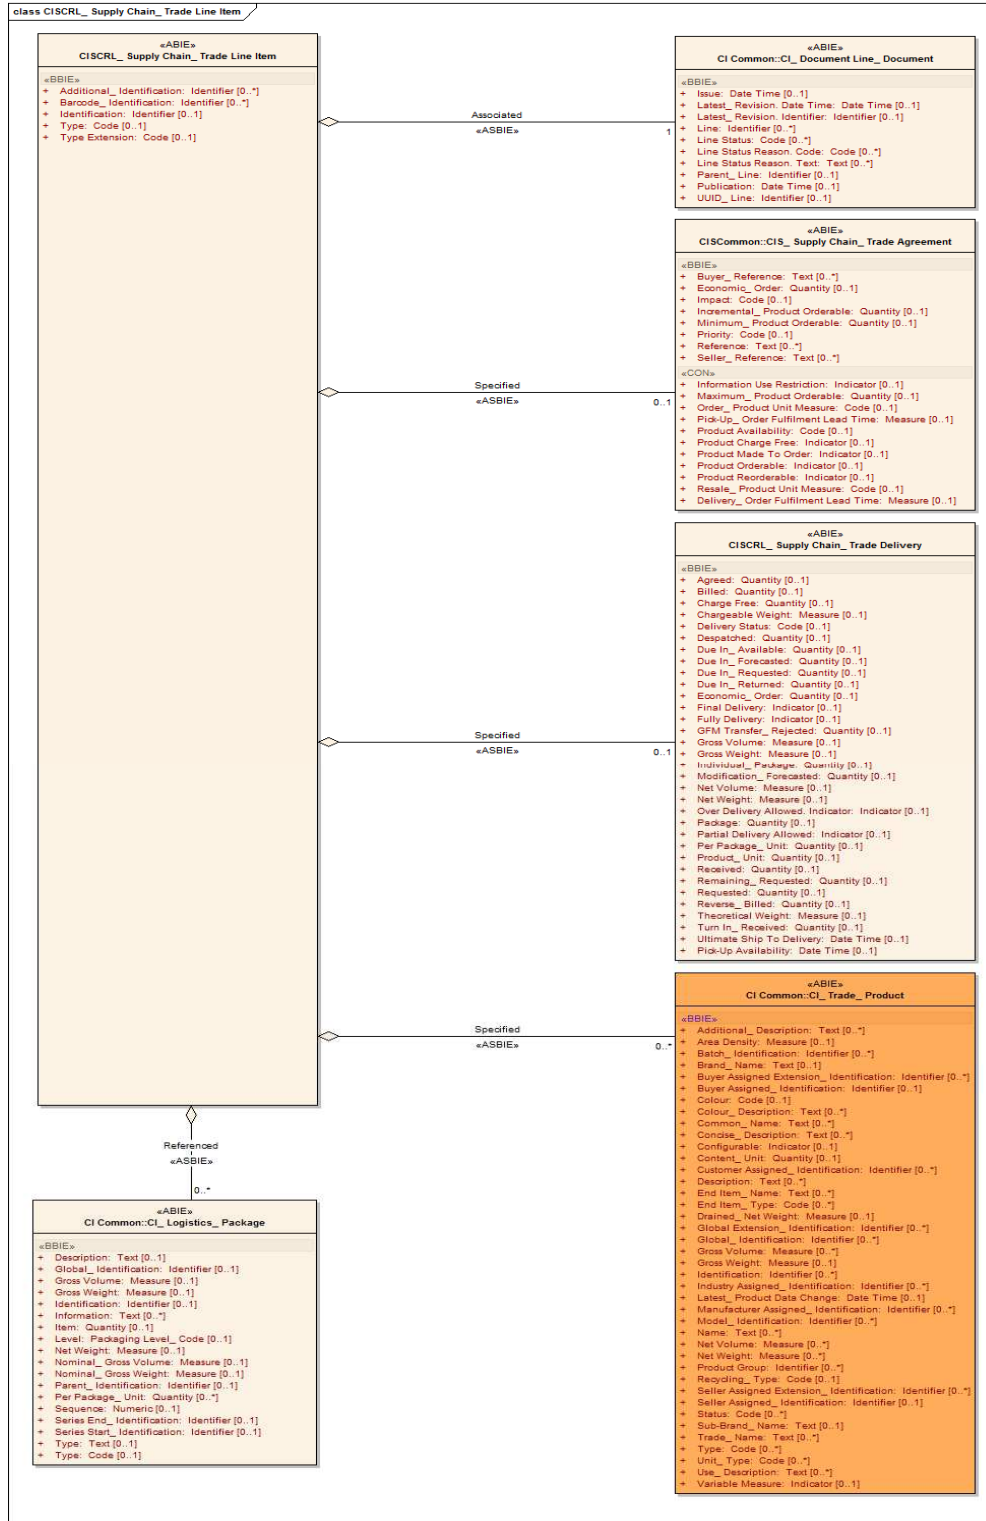 class CISCRL_ Supply Chain_ Trade Line Item
«ABIE»
CISCRL_ Supply Chain_ Trade Line Item
«BBIE»
+ Additional_ Identification: Identifier [0..*]
+ Barcode_ Identification: Identifier [0..*]
+ Identification: Identifier [0..1]
+ Type: Code [0..1]
+ Type Extension: Code [0..1]
Associated
«ASBIE»
1
«ABIE»
CI Common::CI_ Document Line_ Document
«BBIE»
+ Issue: Date Time [0..1]
+ Latest_ Revision. Date Time: Date Time [0..1]
+ Latest_ Revision. Identifier: Identifier [0..1]
+ Line: Identifier [0..*]
+ Line Status: Code [0..*]
+ Line Status Reason. Code: Code [0..*]
+ Line Status Reason. Text: Text [0..*]
+ Parent_ Line: Identifier [0..1]
+ Publication: Date Time [0..1]
+ UUID_ Line: Identifier [0..1]
Specified
«ASBIE»
0..1
«ABIE»
CISCommon::CIS_ Supply Chain_ Trade Agreement
«BBIE»
+ Buyer_ Reference: Text [0..*]
+ Economic_ Order: Quantity [0..1]
+ Impact: Code [0..1]
+ Incremental_ Product Orderable: Quantity [0..1]
+ Minimum_ Product Orderable: Quantity [0..1]
+ Priority: Code [0..1]
+ Reference: Text [0..*]
+ Seller_ Reference: Text [0..*]
«CON»
+ Information Use Restriction: Indicator [0..1]
+ Maximum_ Product Orderable: Quantity [0..1]
+ Order_ Product Unit Measure: Code [0..1]
+ Pick-Up_ Order Fulfilment Lead Time: Measure [0..1]
+ Product Availability: Code [0..1]
+ Product Charge Free: Indicator [0..1]
+ Product Made To Order: Indicator [0..1]
+ Product Orderable: Indicator [0..1]
+ Product Reorderable: Indicator [0..1]
+ Resale_ Product Unit Measure: Code [0..1]
+ Delivery_ Order Fulfilment Lead Time: Measure [0..1]
Specified
«ASBIE»
0..1
«ABIE»
CISCRL_ Supply Chain_ Trade Delivery
«BBIE»
+ Agreed: Quantity [0..1]
+ Billed: Quantity [0..1]
+ Charge Free: Quantity [0..1]
+ Chargeable Weight: Measure [0..1]
+ Delivery Status: Code [0..1]
+ Despatched: Quantity [0..1]
+ Due In_ Available: Quantity [0..1]
+ Due In_ Forecasted: Quantity [0..1]
+ Due In_ Requested: Quantity [0..1]
+ Due In_ Returned: Quantity [0..1]
+ Economic_ Order: Quantity [0..1]
+ Final Delivery: Indicator [0..1]
+ Fully Delivery: Indicator [0..1]
+ GFM Transfer_ Rejected: Quantity [0..1]
+ Gross Volume: Measure [0..1]
+ Gross Weight: Measure [0..1]
+ Individual_ Package: Quantity [0..1]
+ Modification_ Forecasted: Quantity [0..1]
+ Net Volume: Measure [0..1]
+ Net Weight: Measure [0..1]
+ Over Delivery Allowed. Indicator: Indicator [0..1]
+ Package: Quantity [0..1]
+ Partial Delivery Allowed: Indicator [0..1]
+ Per Package_ Unit: Quantity [0..1]
+ Product_ Unit: Quantity [0..1]
+ Received: Quantity [0..1]
+ Remaining_ Requested: Quantity [0..1]
+ Requested: Quantity [0..1]
+ Reverse_ Billed: Quantity [0..1]
+ Theoretical Weight: Measure [0..1]
+ Turn In_ Received: Quantity [0..1]
+ Ultimate Ship To Delivery: Date Time [0..1]
+ Pick-Up Availability: Date Time [0..1]
Specified
«ASBIE»
0..*
«ABIE»
CI Common::CI_ Trade_ Product
«BBIE»
+ Additional_ Description: Text [0..*]
+ Area Density: Measure [0..1]
+ Batch_ Identification: Identifier [0..*]
+ Brand_ Name: Text [0..1]
+ Buyer Assigned Extension_ Identification: Identifier [0..*]
+ Buyer Assigned_ Identification: Identifier [0..1]
+ Colour: Code [0..1]
+ Colour_ Description: Text [0..*]
+ Common_ Name: Text [0..*]
+ Concise_ Description: Text [0..*]
+ Configurable: Indicator [0..1]
+ Content_ Unit: Quantity [0..1]
+ Customer Assigned_ Identification: Identifier [0..*]
+ Description: Text [0..*]
+ End Item_ Name: Text [0..*]
+ End Item_ Type: Code [0..*]
+ Drained_ Net Weight: Measure [0..1]
+ Global Extension_ Identification: Identifier [0..*]
+ Global_ Identification: Identifier [0..*]
+ Gross Volume: Measure [0..*]
+ Gross Weight: Measure [0..1]
+ Identification: Identifier [0..*]
+ Industry Assigned_ Identification: Identifier [0..*]
+ Latest_ Product Data Change: Date Time [0..1]
+ Manufacturer Assigned_ Identification: Identifier [0..*]
+ Model_ Identification: Identifier [0..*]
+ Name: Text [0..*]
+ Net Volume: Measure [0..*]
+ Net Weight: Measure [0..*]
+ Product Group: Identifier [0..*]
+ Recycling_ Type: Code [0..1]
+ Seller Assigned Extension_ Identification: Identifier [0..*]
+ Seller Assigned_ Identification: Identifier [0..1]
+ Status: Code [0..*]
+ Sub-Brand_ Name: Text [0..1]
+ Trade_ Name: Text [0..*]
+ Type: Code [0..*]
+ Unit_ Type: Code [0..*]
+ Use_ Description: Text [0..*]
+ Variable Measure: Indicator [0..1]
Referenced
«ASBIE»
0..*
«ABIE»
CI Common::CI_ Logistics_ Package
«BBIE»
+ Description: Text [0..1]
+ Global_ Identification: Identifier [0..1]
+ Gross Volume: Measure [0..1]
+ Gross Weight: Measure [0..1]
+ Identification: Identifier [0..1]
+ Information: Text [0..*]
+ Item: Quantity [0..1]
+ Level: Packaging Level_ Code [0..1]
+ Net Weight: Measure [0..1]
+ Nominal_ Gross Volume: Measure [0..1]
+ Nominal_ Gross Weight: Measure [0..1]
+ Parent_ Identification: Identifier [0..1]
+ Per Package_ Unit: Quantity [0..*]
+ Sequence: Numeric [0..1]
+ Series End_ Identification: Identifier [0..1]
+ Series Start_ Identification: Identifier [0..1]
+ Type: Text [0..1]
+ Type: Code [0..1]